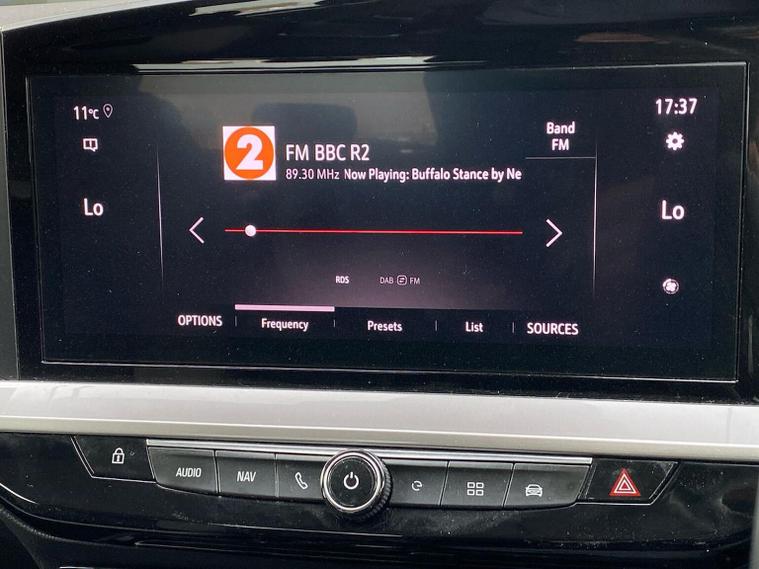 11°C
17:37
2
FM BBC R2
Band
FM
89.30 MHz Now Playing: Buffalo Stance by Ne
Lo
Lo
RDS
DAB FM
OPTIONS
Frequency
Presets
List
SOURCES
AUDIO
NAV